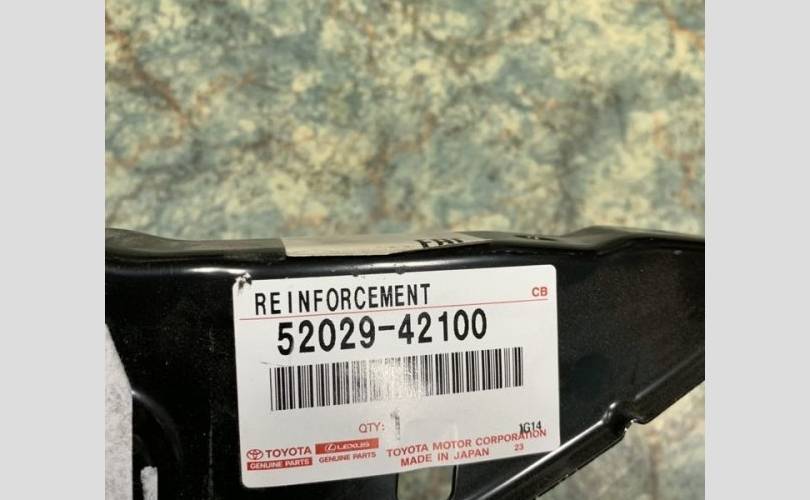 REINFORCEMENT
CB
52029-42100
QTY: 1
1G14
TOYOTA
GENUINE PARTS
LEXUS
GENUINE PARTS
TOYOTA MOTOR CORPORATION
MADE IN JAPAN 23